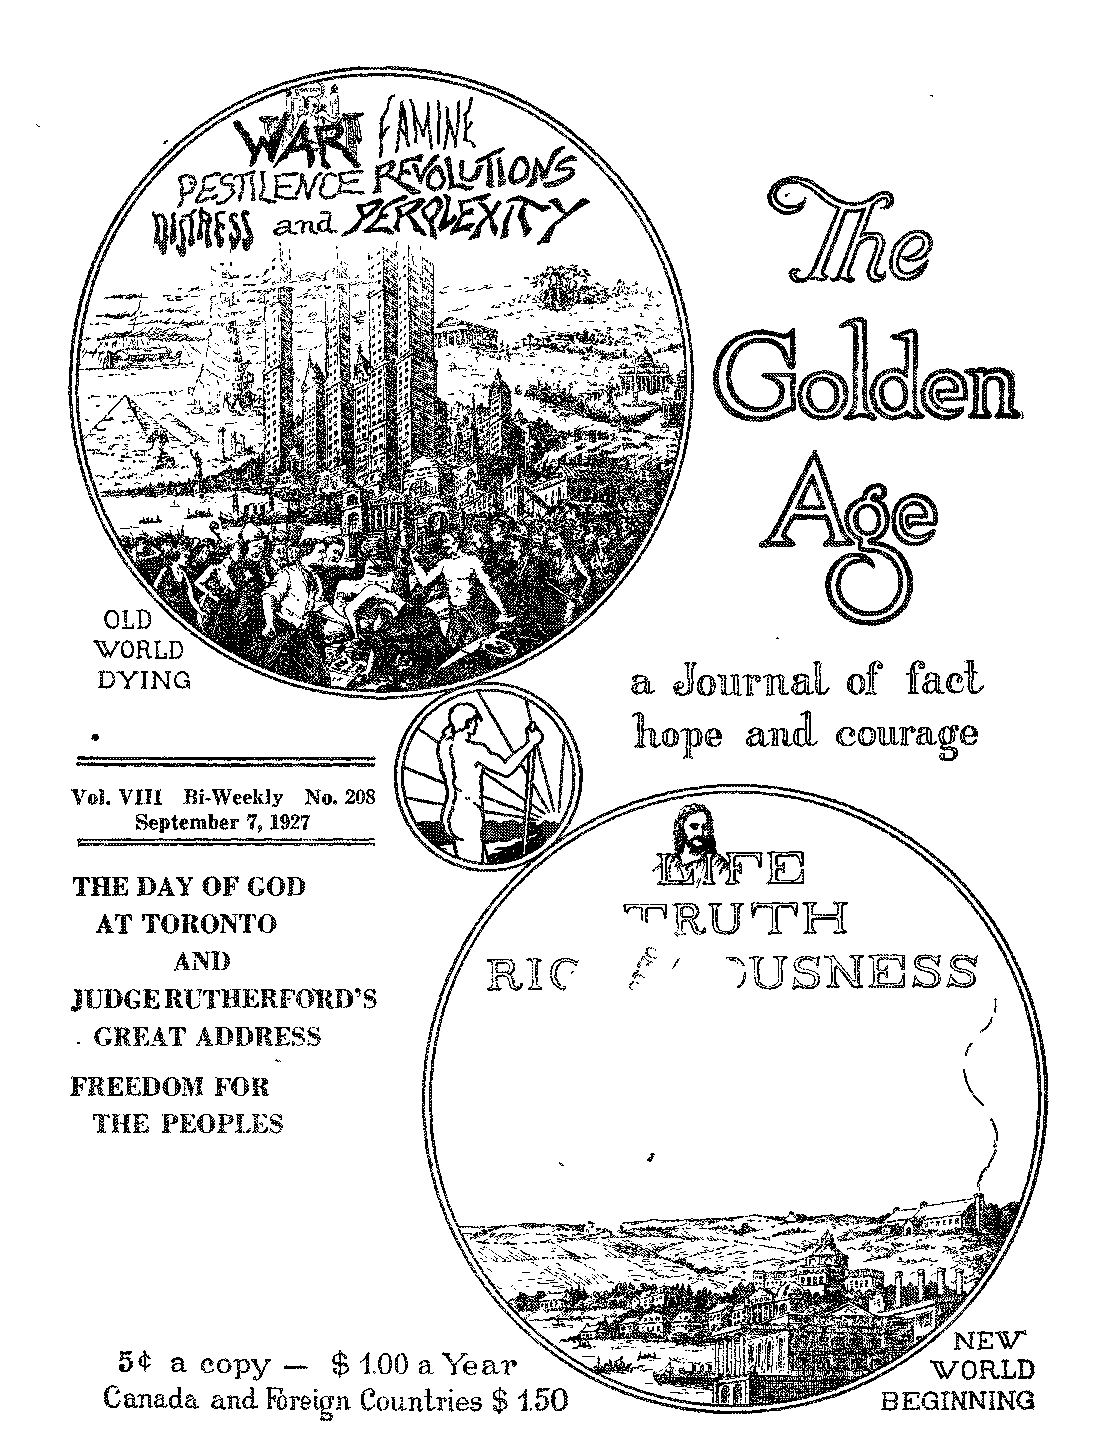 WAR FAMINE
PESTILENCE REVOLUTIONS
DISTRESS and PERPLEXITY
The
Golden
Age
OLD
WORLD
DYING
a Journal of fact
hope and courage
Vol. VIII Bi-Weekly No. 208
September 7, 1927
THE DAY OF GOD
AT TORONTO
AND
JUDGE RUTHERFORD'S
GREAT ADDRESS
FREEDOM FOR
THE PEOPLES
LIFE
TRUTH
5¢ a copy — $ 1.00 a Year
Canada and Foreign Countries $ 1.50
NEW
WORLD
BEGINNING